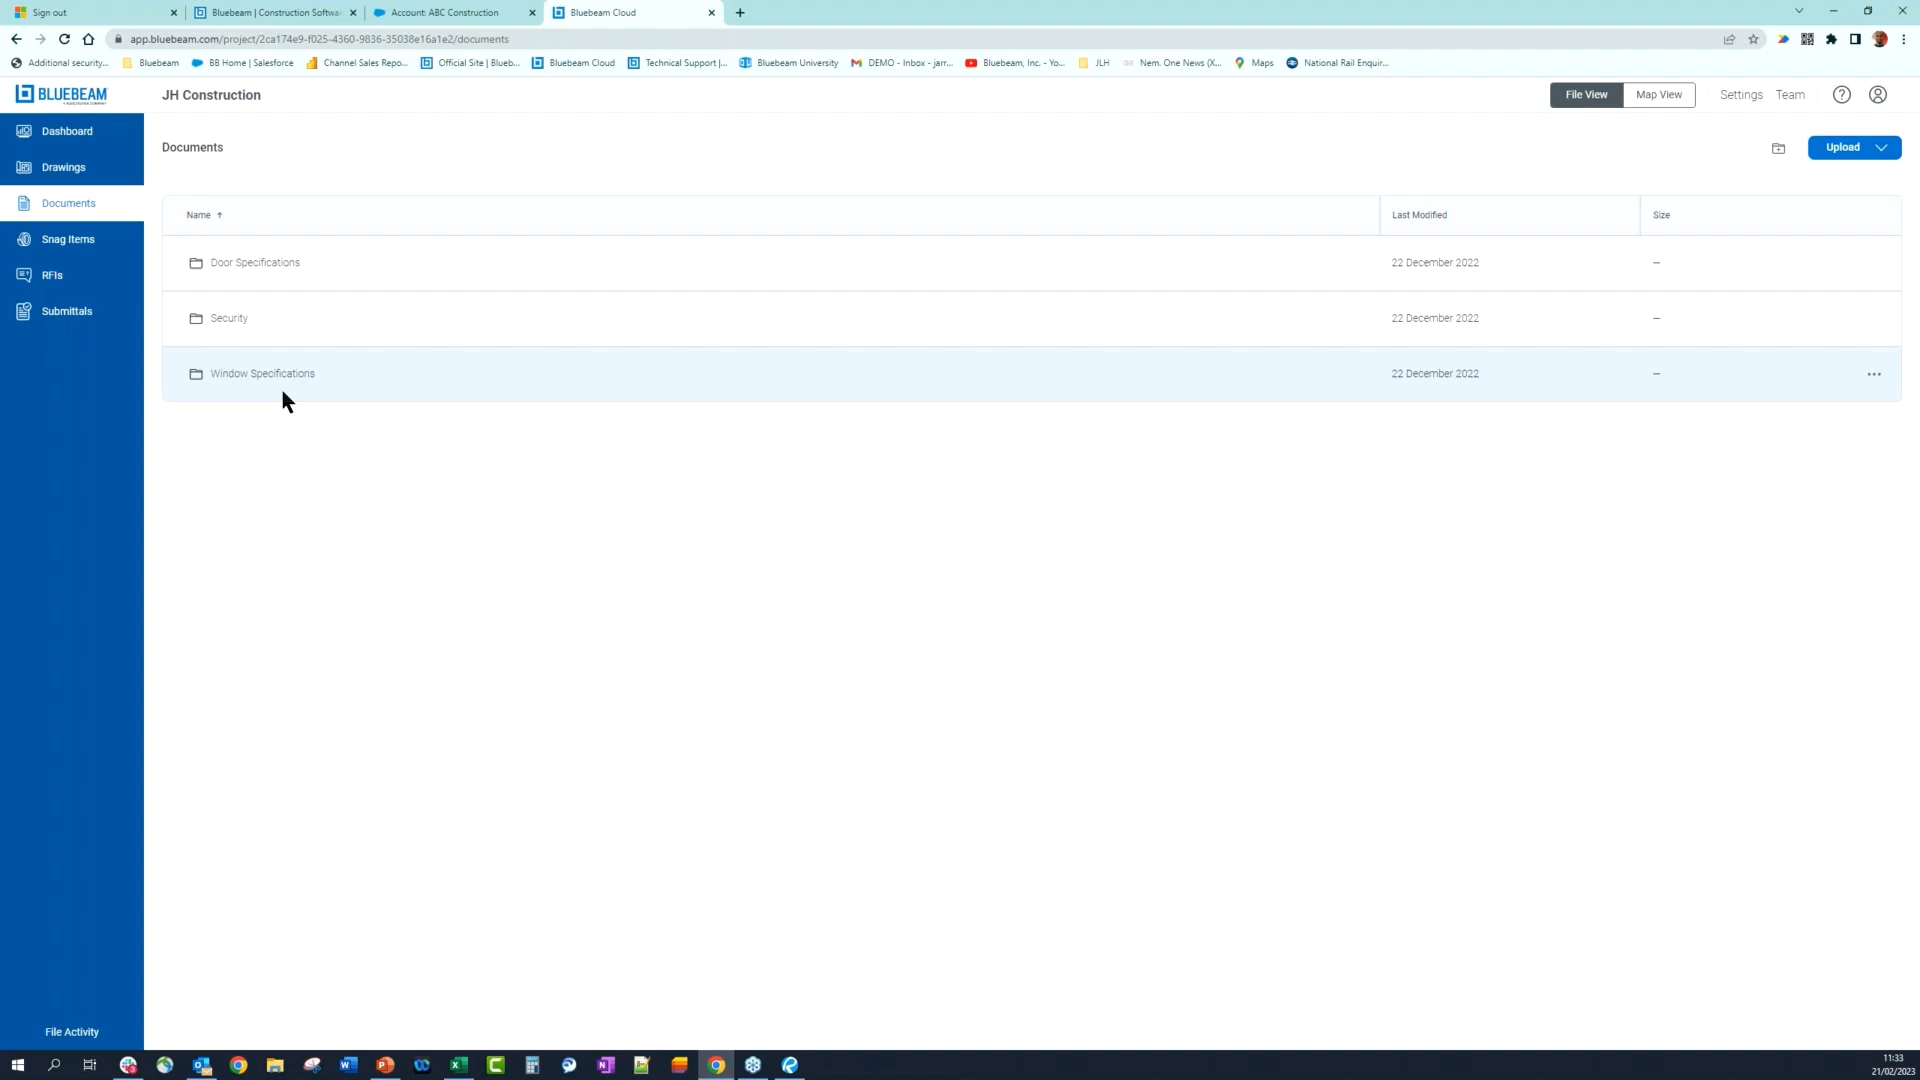 Sign out
Bluebeam | Construction Softwa
Account: ABC Construction
Bluebeam Cloud
app.bluebeam.com/project/2ca174e9-f025-4360-9836-35038e16a1e2/documents
Additional security...
Bluebeam
BB Home | Salesforce
Channel Sales Repo...
Official Site | Blueb...
Bluebeam Cloud
Technical Support |...
Bluebeam University
DEMO - Inbox - jarr...
Bluebeam, Inc. - Yo...
JLH
Nem. One News (X...
Maps
National Rail Enquir...
BLUEBEAM
JH Construction
File View
Map View
Settings
Team
Dashboard
Drawings
Documents
Snag Items
RFIs
Submittals
File Activity
Documents
Upload
Name
Last Modified
Size
Door Specifications
22 December 2022
—
Security
22 December 2022
—
Window Specifications
22 December 2022
—
11:33
21/02/2023